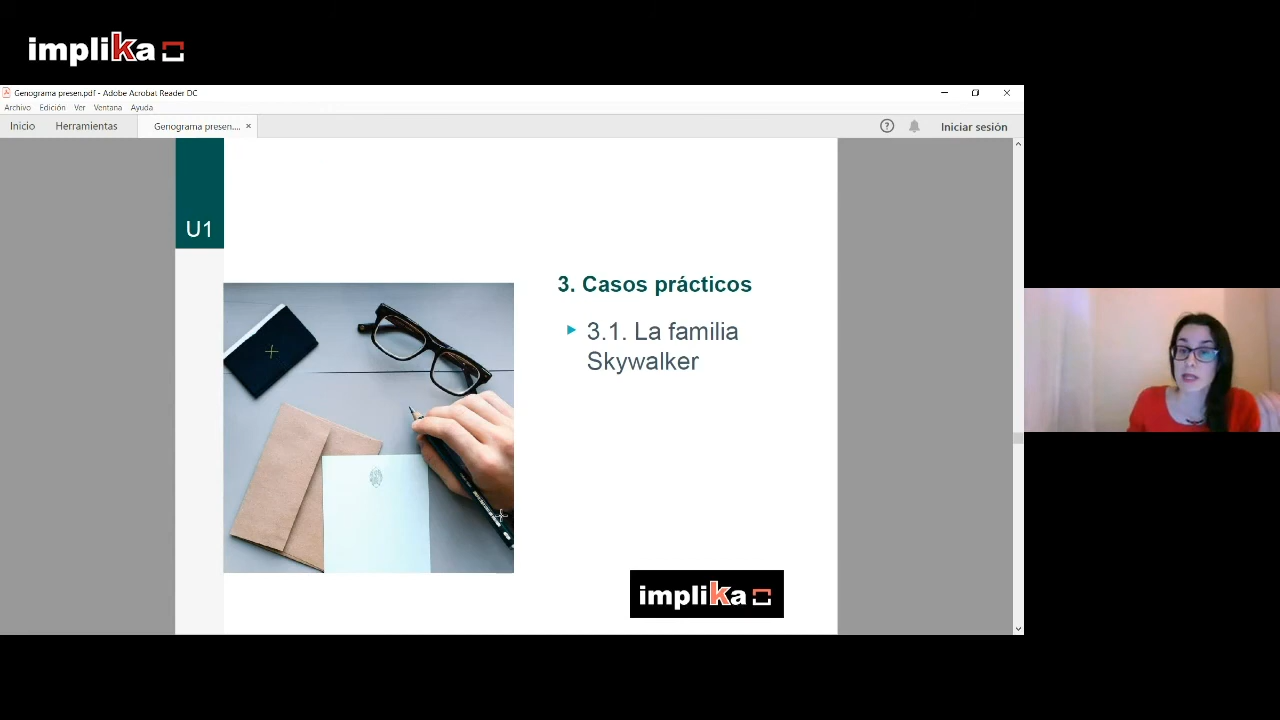 implika
Genograma presen.pdf - Adobe Acrobat Reader DC
Archivo Edición Ver Ventana Ayuda
Inicio Herramientas Genograma presen.... × Iniciar sesión
U1
3. Casos prácticos
3.1. La familia
Skywalker
implika